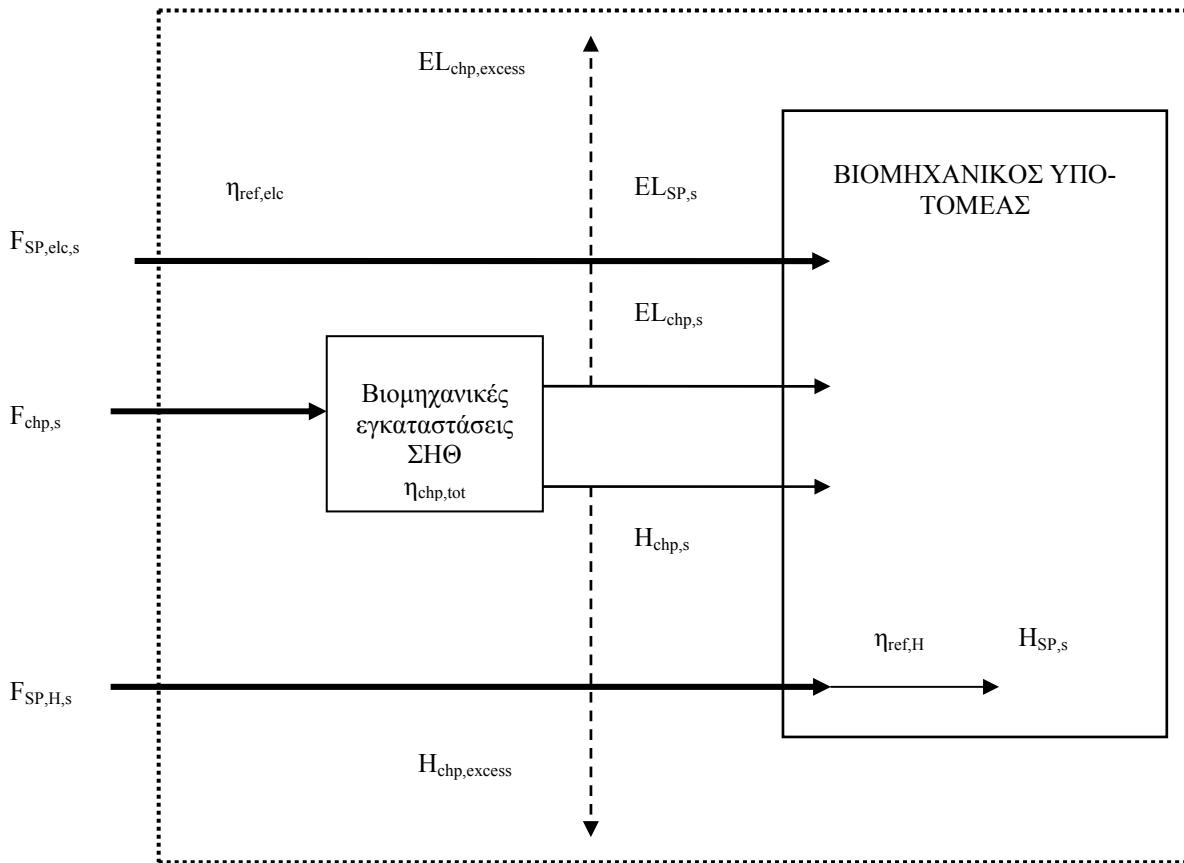 EL_chp,excess
ΒΙΟΜΗΧΑΝΙΚΟΣ ΥΠΟ-
ΤΟΜΕΑΣ
η_ref,elc
EL_SP,s
F_SP,elc,s
EL_chp,s
F_chp,s
Βιομηχανικές
εγκαταστάσεις
ΣΗΘ
η_chp,tot
H_chp,s
η_ref,H
H_SP,s
F_SP,H,s
H_chp,excess